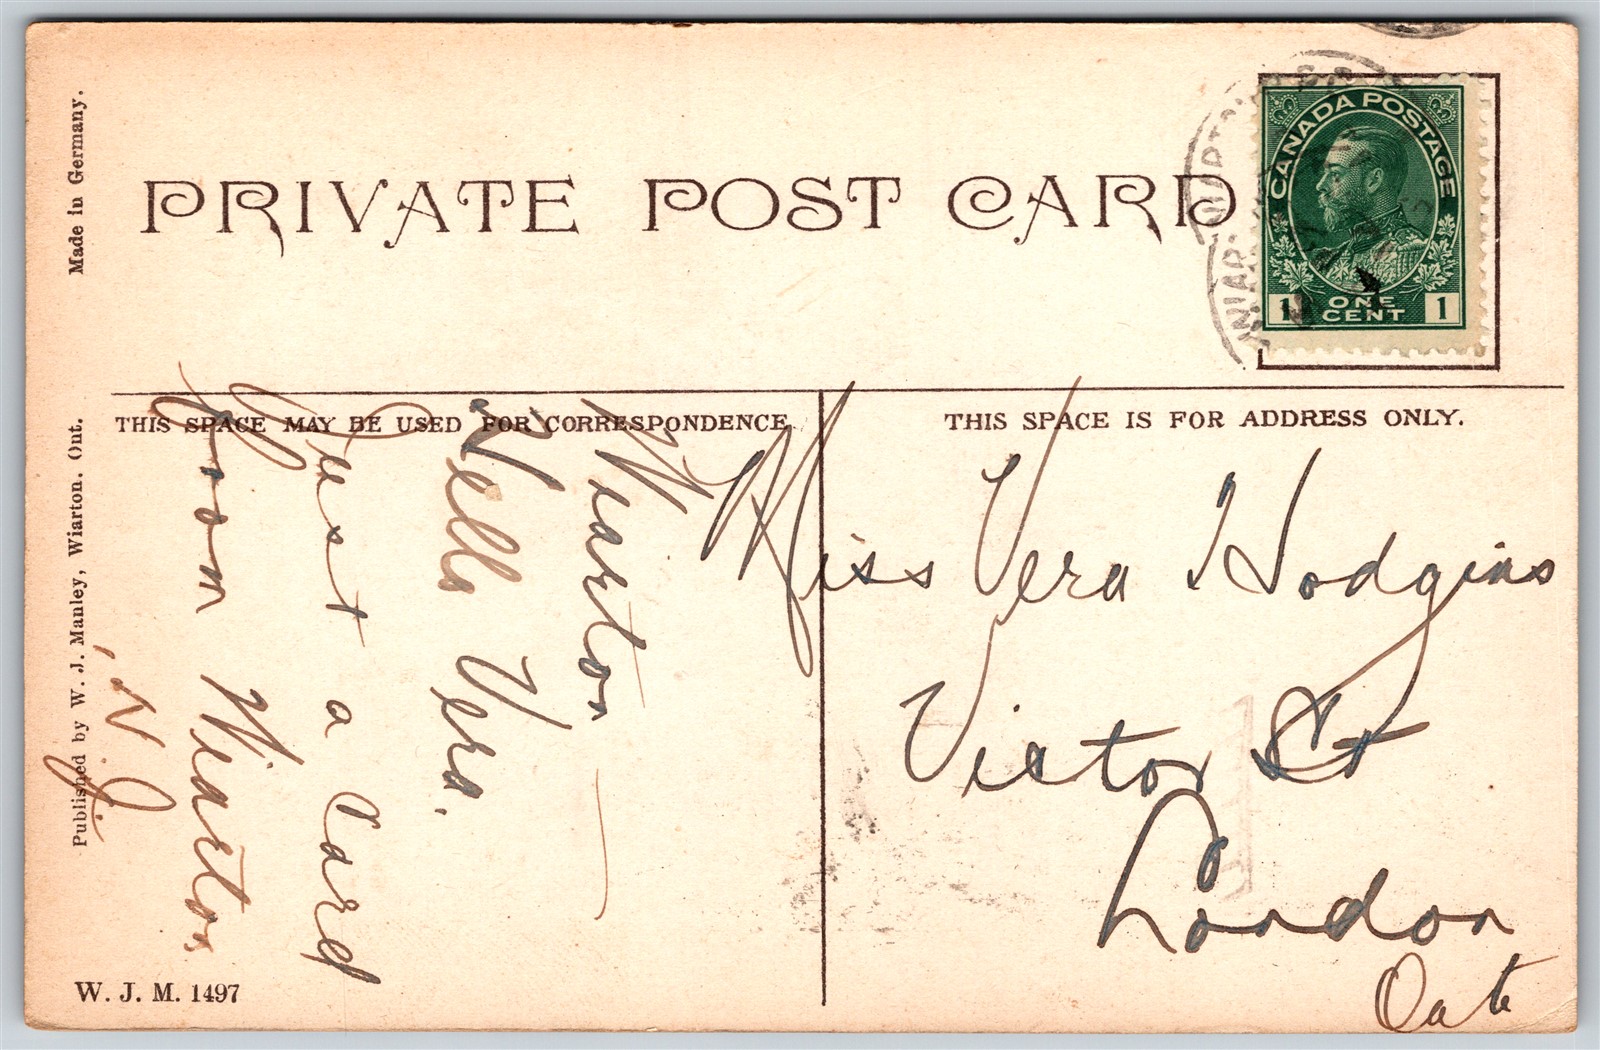 PRIVATE POST CARD
CANADA POSTAGE
1 ONE CENT 1
Made in Germany.
Published by W. J. Manley, Wiarton. Ont.
THIS SPACE MAY BE USED FOR CORRESPONDENCE.
THIS SPACE IS FOR ADDRESS ONLY.
Wiarton
Hello Vera.
Just a Card
from Wiarton
Miss Vera Hodgins
Victor St
London
Ont
W. J. M. 1497